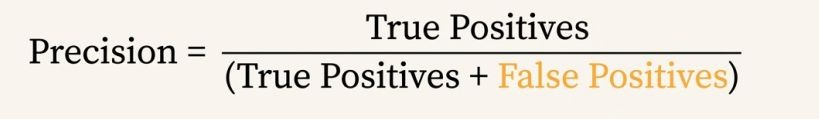 Precision =
True Positives
(True Positives + False Positives)